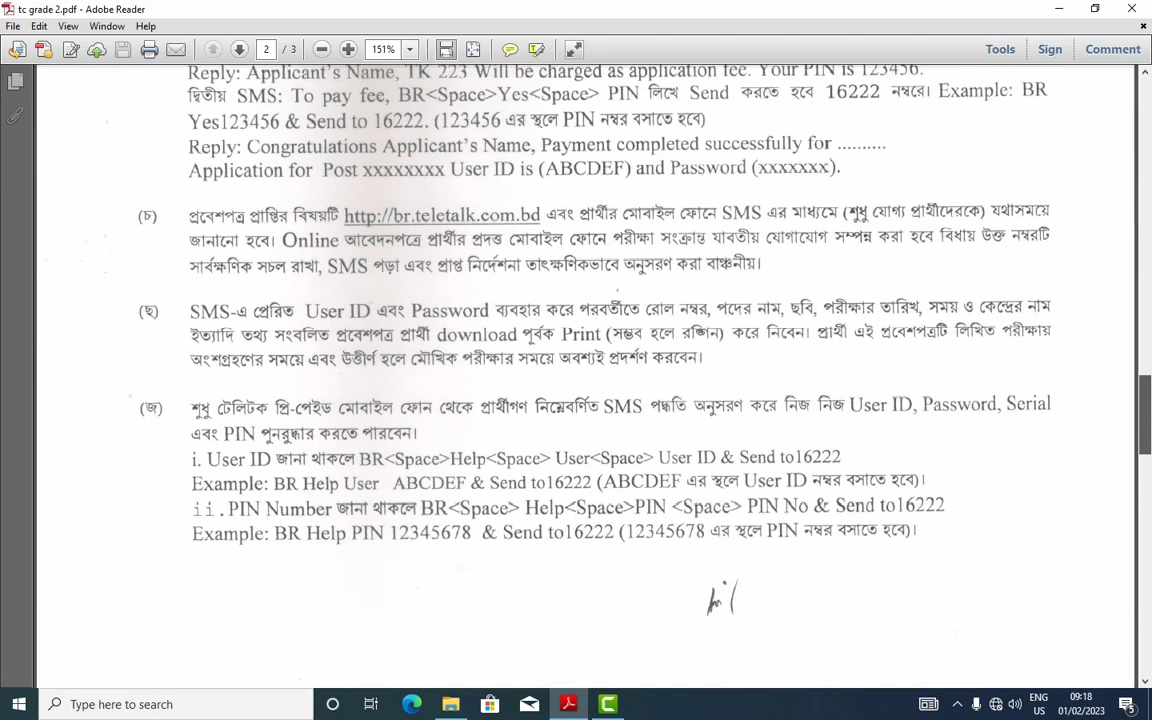 tc grade 2.pdf - Adobe Reader
File Edit View Window Help
2 / 3 151% Tools Sign Comment
Reply: Applicant's Name, TK 223 Will be charged as application fee. Your PIN is 123456.
দ্বিতীয় SMS: To pay fee, BR<Space>Yes<Space> PIN লিখে Send করতে হবে 16222 নম্বরে। Example: BR
Yes123456 & Send to 16222. (123456 এর স্থলে PIN নম্বর বসাতে হবে)
Reply: Congratulations Applicant's Name, Payment completed successfully for ..........
Application for Post xxxxxxxx User ID is (ABCDEF) and Password (xxxxxxx).
(চ) প্রবেশপত্র প্রাপ্তির বিষয়টি http://br.teletalk.com.bd এবং প্রার্থীর মোবাইল ফোনে SMS এর মাধ্যমে (শুধু যোগ্য প্রার্থীদেরকে) যথাসময়ে
জানানো হবে। Online আবেদনপত্রে প্রার্থীর প্রদত্ত মোবাইল ফোনে পরীক্ষা সংক্রান্ত যাবতীয় যোগাযোগ সম্পন্ন করা হবে বিধায় উক্ত নম্বরটি
সার্বক্ষণিক সচল রাখা, SMS পড়া এবং প্রাপ্ত নির্দেশনা তাৎক্ষণিকভাবে অনুসরণ করা বাঞ্চনীয়।
(ছ) SMS-এ প্রেরিত User ID এবং Password ব্যবহার করে পরবর্তীতে রোল নম্বর, পদের নাম, ছবি, পরীক্ষার তারিখ, সময় ও কেন্দ্রের নাম
ইত্যাদি তথ্য সংবলিত প্রবেশপত্র প্রার্থী download পূর্বক Print (সম্ভব হলে রঙ্গিন) করে নিবেন। প্রার্থী এই প্রবেশপত্রটি লিখিত পরীক্ষায়
অংশগ্রহণের সময়ে এবং উত্তীর্ণ হলে মৌখিক পরীক্ষার সময়ে অবশ্যই প্রদর্শণ করবেন।
(জ) শুধু টেলিটক প্রি-পেইড মোবাইল ফোন থেকে প্রার্থীগণ নিম্নেবর্ণিত SMS পদ্ধতি অনুসরণ করে নিজ নিজ User ID, Password, Serial
এবং PIN পুনরুদ্ধার করতে পারবেন।
i. User ID জানা থাকলে BR<Space>Help<Space> User<Space> User ID & Send to16222
Example: BR Help User ABCDEF & Send to16222 (ABCDEF এর স্থলে User ID নম্বর বসাতে হবে)।
ii. PIN Number জানা থাকলে BR<Space> Help<Space>PIN <Space> PIN No & Send to16222
Example: BR Help PIN 12345678 & Send to16222 (12345678 এর স্থলে PIN নম্বর বসাতে হবে)।
Type here to search
ENG 09:18
US 01/02/2023 5